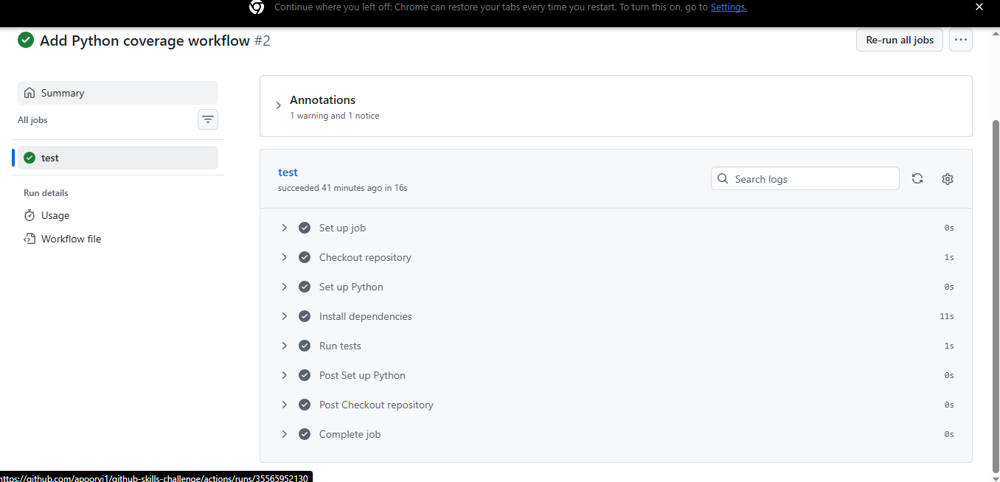 Continue where you left off: Chrome can restore your tabs every time you restart. To turn this on, go to Settings.
Add Python coverage workflow #2
Re-run all jobs
Summary
All jobs
test
Run details
Usage
Workflow file
Annotations
1 warning and 1 notice
test
succeeded 41 minutes ago in 16s
Search logs
Set up job 0s
Checkout repository 1s
Set up Python 0s
Install dependencies 11s
Run tests 1s
Post Set up Python 0s
Post Checkout repository 0s
Complete job 0s
https://github.com/apoorvj1/github-skills-challenge/actions/runs/35565952130